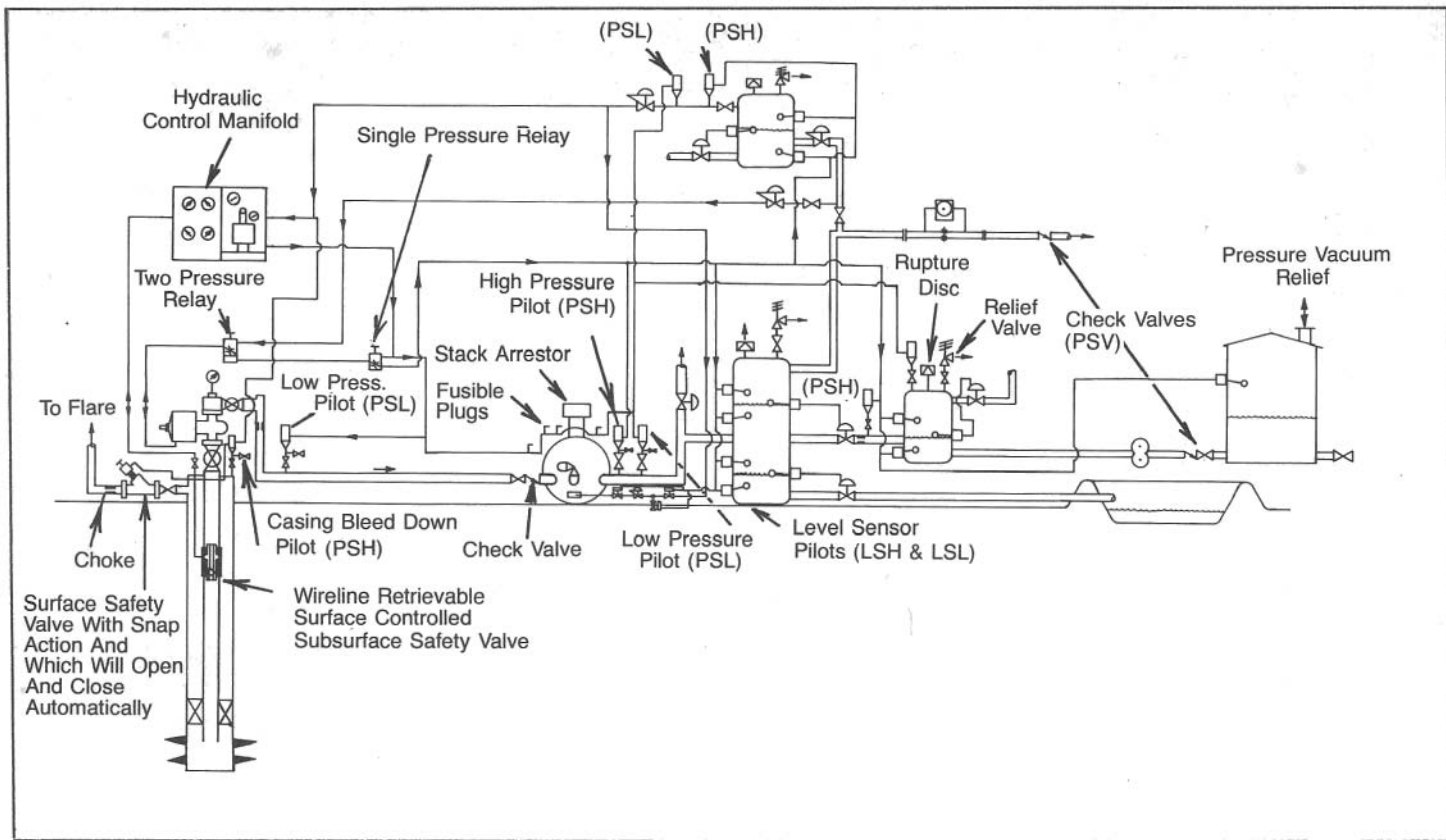 (PSL)
(PSH)
Hydraulic
Control Manifold
Single Pressure Relay
Two Pressure
Relay
High Pressure
Pilot (PSH)
Rupture
Disc
Relief
Valve
Pressure Vacuum
Relief
Check Valves
(PSV)
Stack Arrestor
Fusible
Plugs
Low Press.
Pilot (PSL)
(PSH)
To Flare
Casing Bleed Down
Pilot (PSH)
Check Valve
Low Pressure
Pilot (PSL)
Level Sensor
Pilots (LSH & LSL)
Choke
Surface Safety
Valve With Snap
Action And
Which Will Open
And Close
Automatically
Wireline Retrievable
Surface Controlled
Subsurface Safety Valve